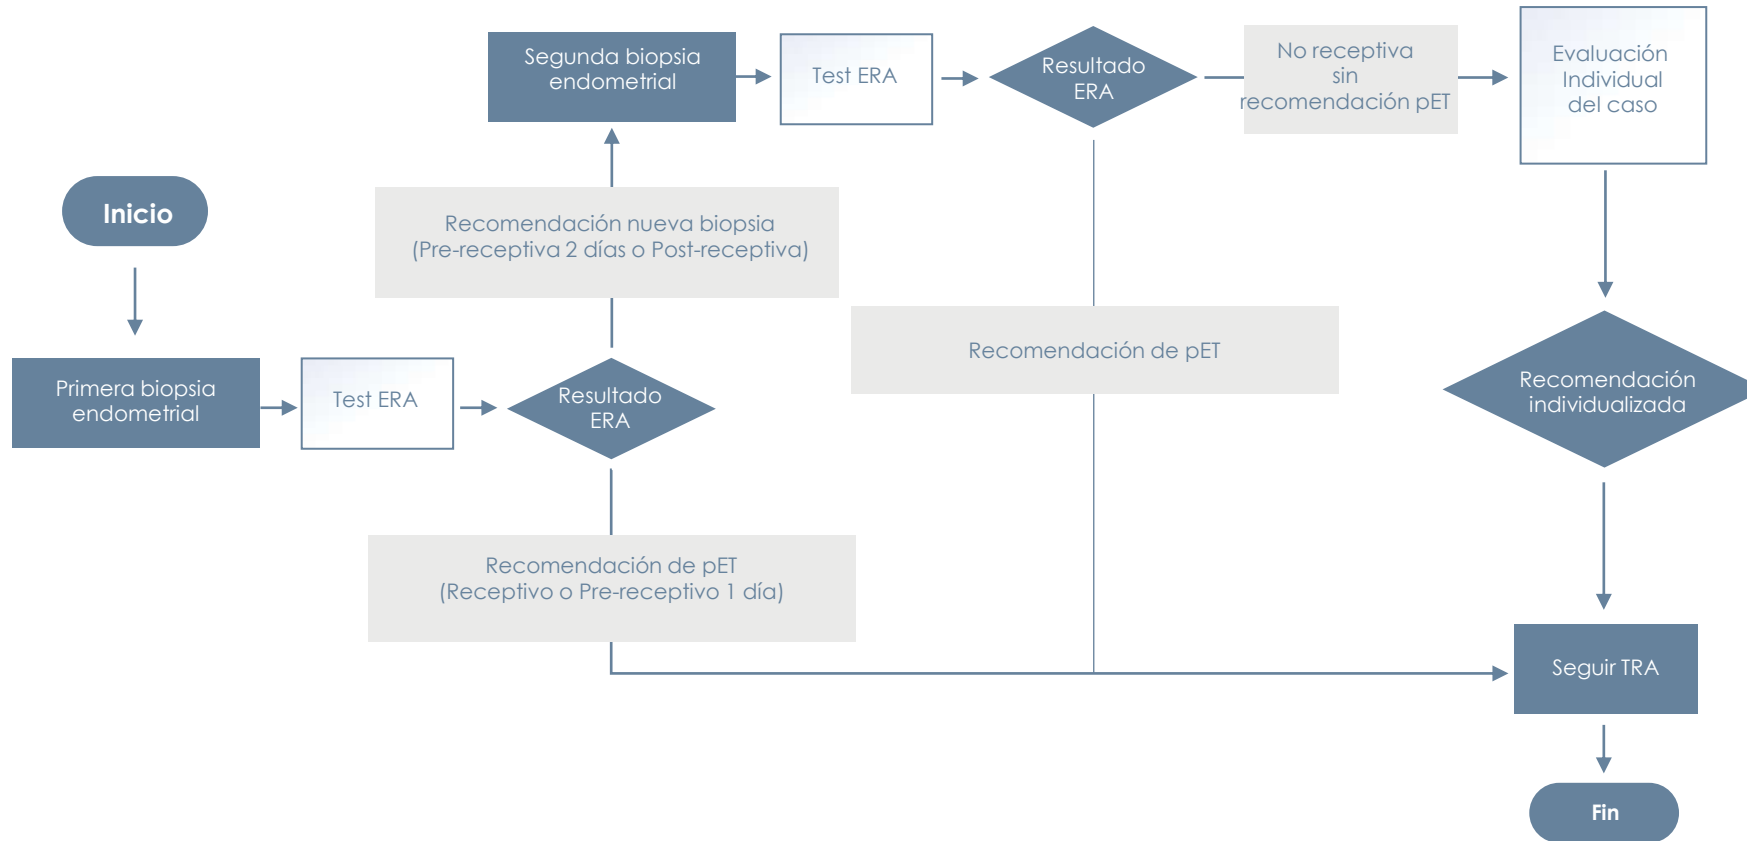 Inicio
Primera biopsia
endometrial
Test ERA
Resultado
ERA
Recomendación nueva biopsia
(Pre-receptiva 2 días o Post-receptiva)
Segunda biopsia
endometrial
Test ERA
Resultado
ERA
No receptiva
sin
recomendación pET
Evaluación
Individual
del caso
Recomendación de pET
Recomendación
individualizada
Recomendación de pET
(Receptivo o Pre-receptivo 1 día)
Seguir TRA
Fin